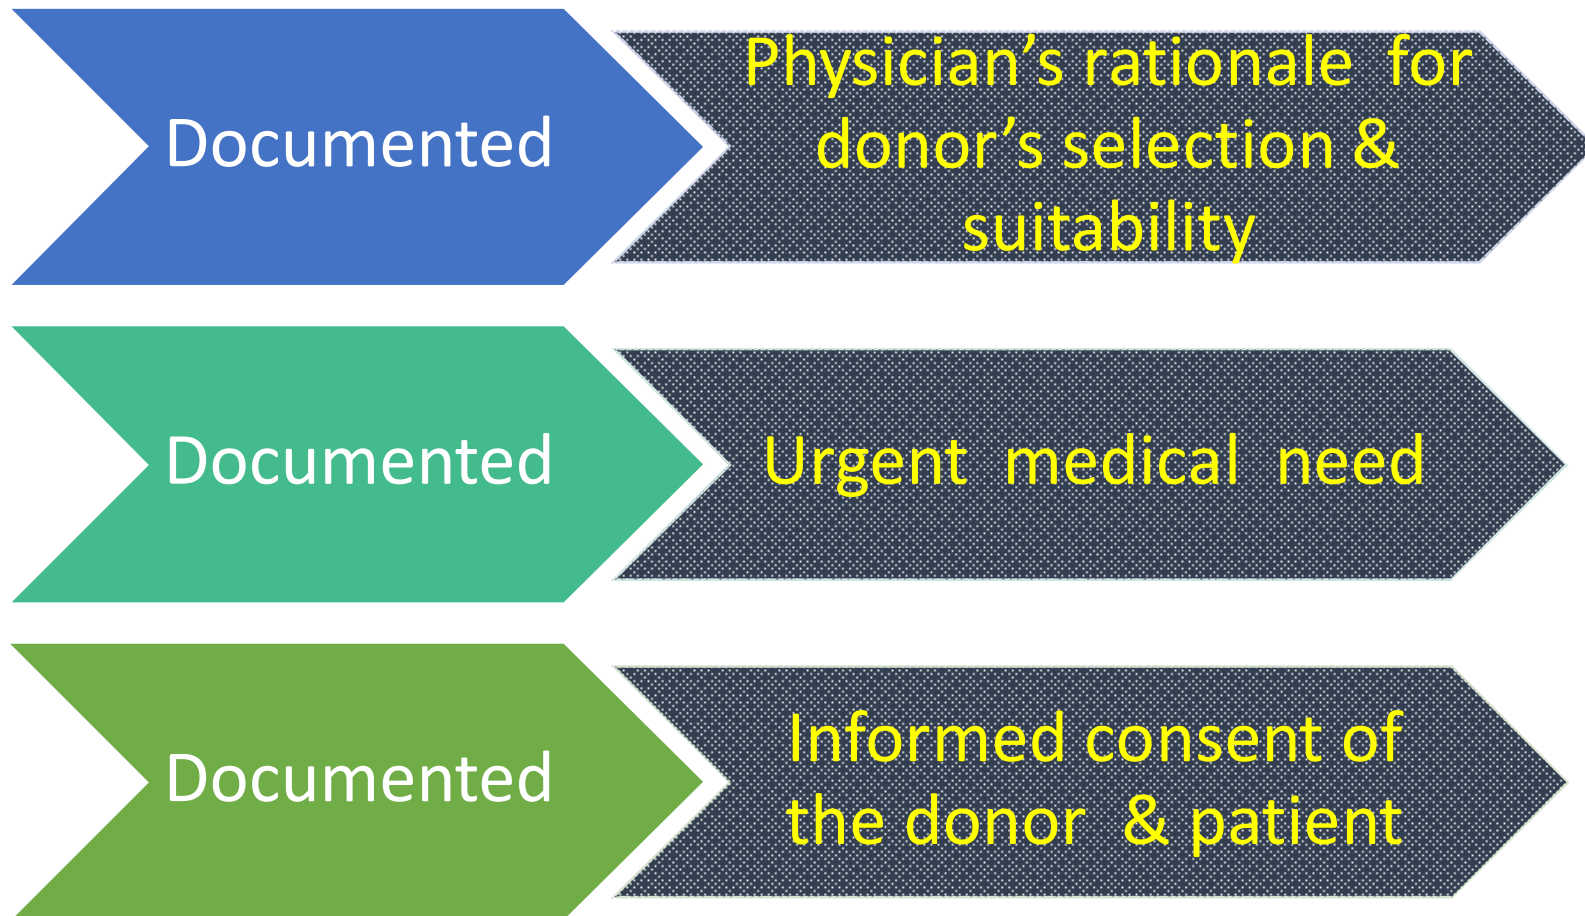 Documented
Physician’s rationale for
donor’s selection &
suitability
Documented
Urgent medical need
Documented
Informed consent of
the donor & patient